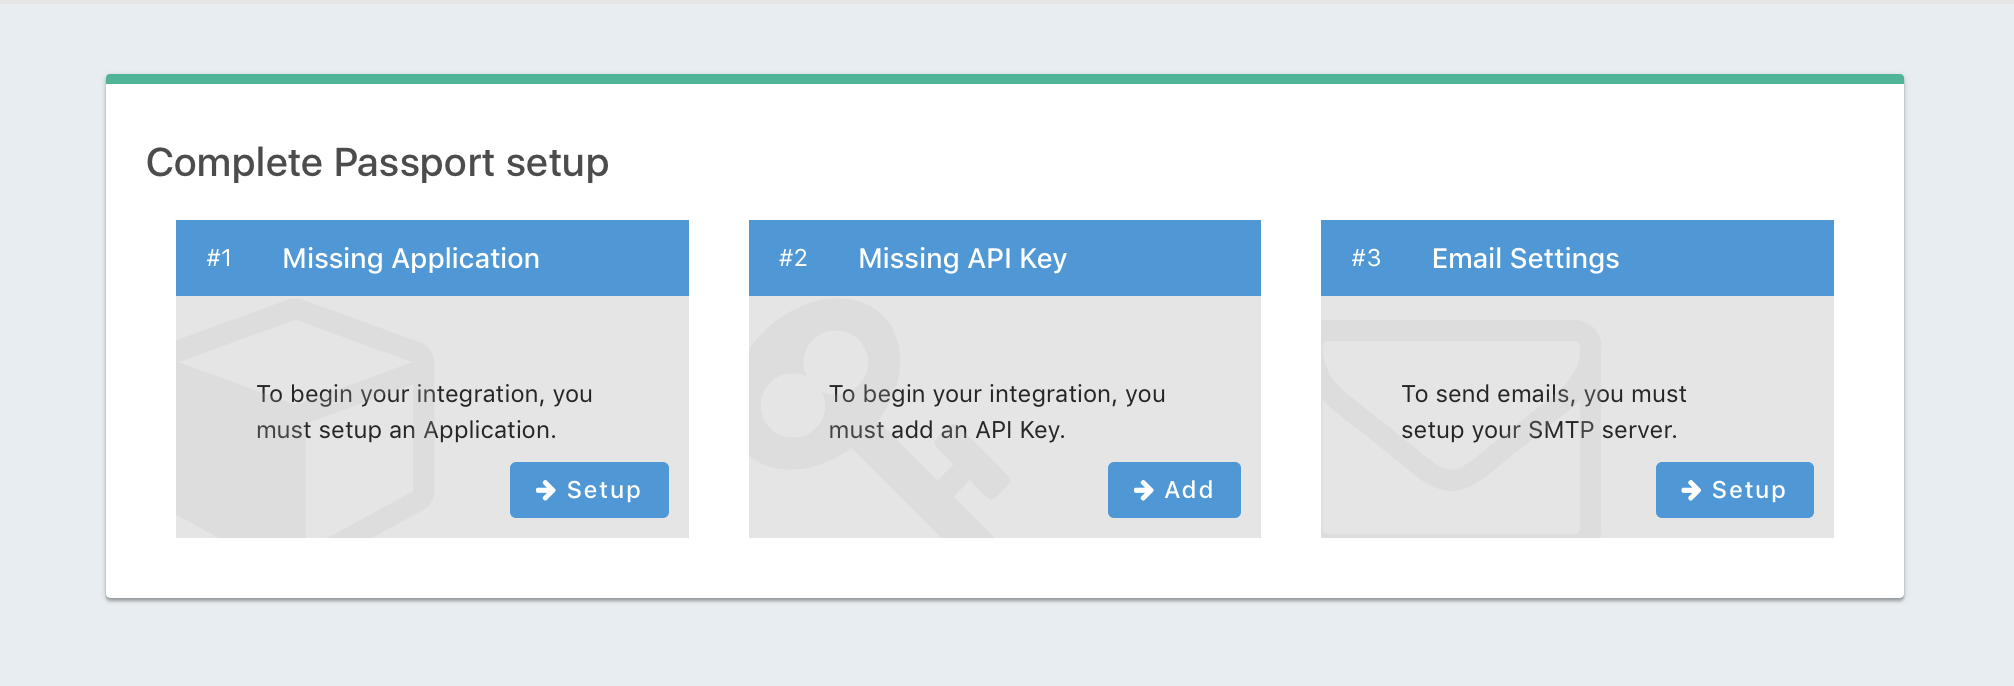 Complete Passport setup
#1 Missing Application
To begin your integration, you
must setup an Application.
Setup
#2 Missing API Key
To begin your integration, you
must add an API Key.
Add
#3 Email Settings
To send emails, you must
setup your SMTP server.
Setup